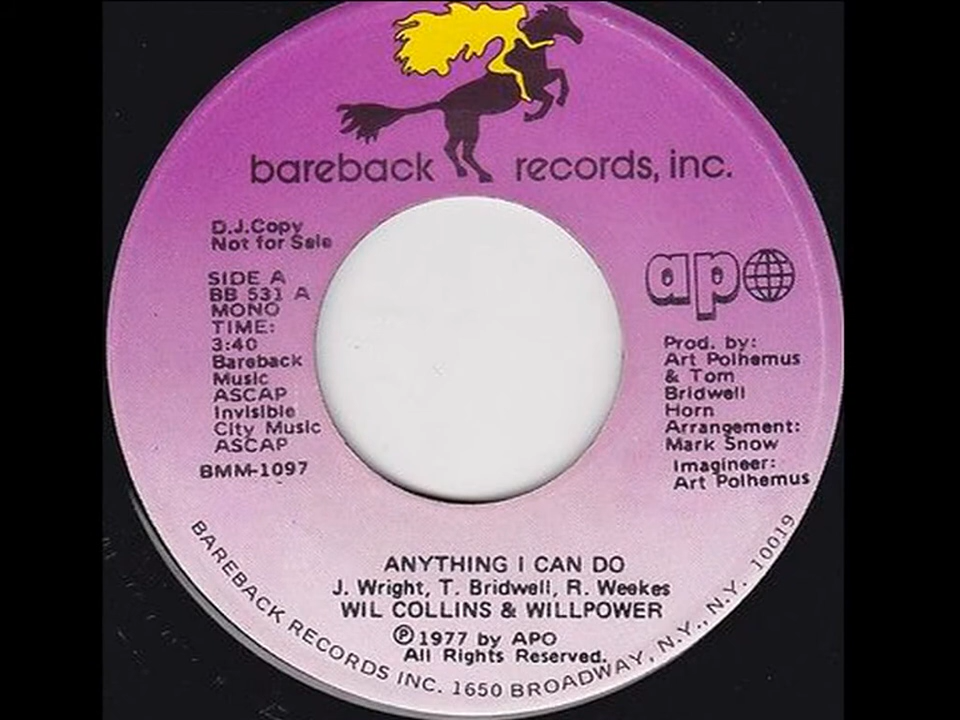 bareback records, inc.
D.J.Copy
Not for Sale
SIDE A
BB 531 A
MONO
TIME:
3:40
Bareback
Music
ASCAP
Invisible
City Music
ASCAP
BMM-1097
apo
Prod. by:
Art Polhemus
& Tom
Bridwell
Horn
Arrangement:
Mark Snow
Imagineer:
Art Polhemus
ANYTHING I CAN DO
J. Wright, T. Bridwell, R. Weekes
WIL COLLINS & WILLPOWER
℗1977 by APO
All Rights Reserved.
BAREBACK RECORDS INC. 1650 BROADWAY, N.Y., N.Y. 10019